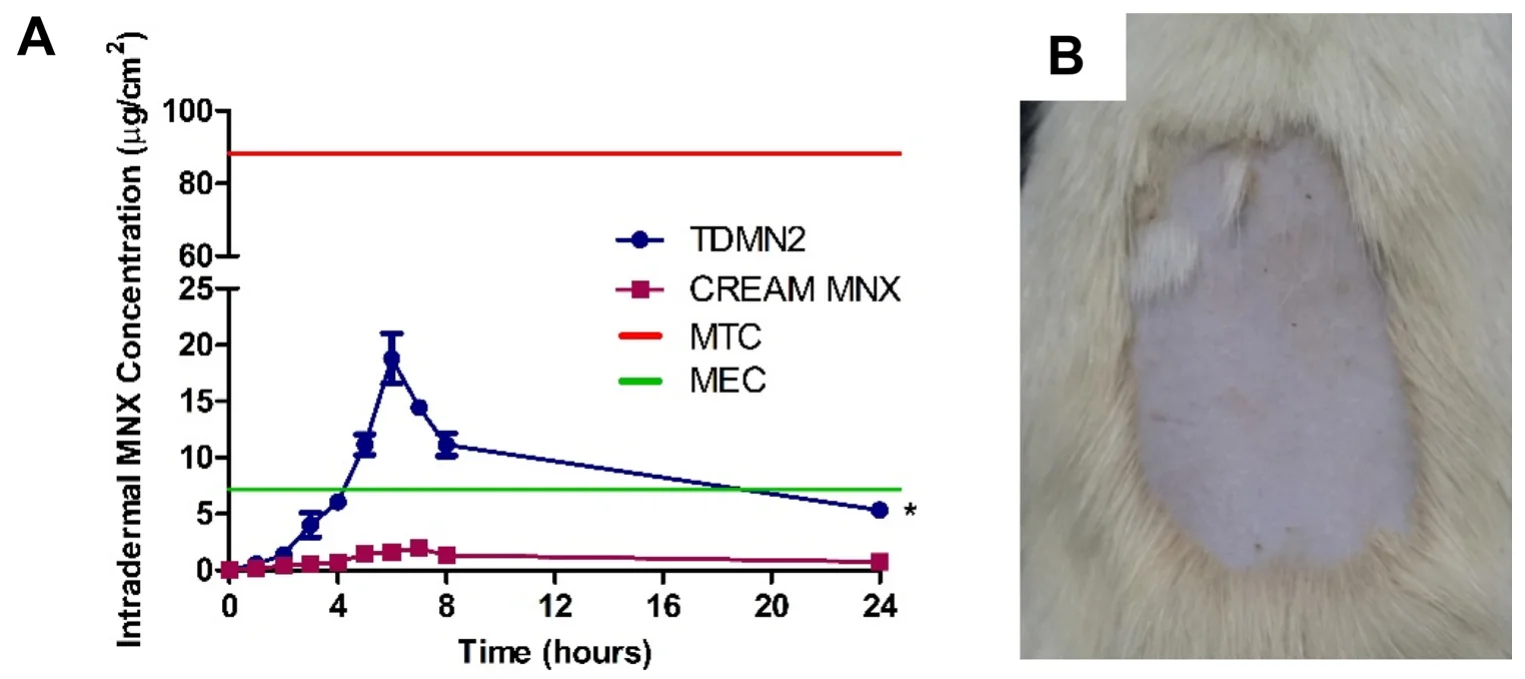 A
B
Intradermal MNX Concentration (µg/cm²)
100
80
60
25
20
15
10
5
0
TDMN2
CREAM MNX
MTC
MEC
*
0 4 8 12 16 20 24
Time (hours)